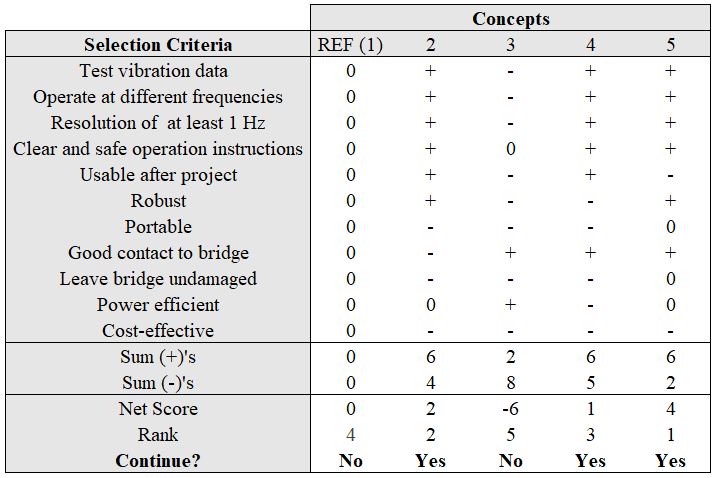 Concepts
Selection Criteria REF (1) 2 3 4 5
Test vibration data 0 + - + +
Operate at different frequencies 0 + - + +
Resolution of at least 1 Hz 0 + - + +
Clear and safe operation instructions 0 + 0 + +
Usable after project 0 + - + -
Robust 0 + - - +
Portable 0 - - - 0
Good contact to bridge 0 - + + +
Leave bridge undamaged 0 - - - 0
Power efficient 0 0 + - 0
Cost-effective 0 - - - -
Sum (+)'s 0 6 2 6 6
Sum (-)'s 0 4 8 5 2
Net Score 0 2 -6 1 4
Rank 4 2 5 3 1
Continue? No Yes No Yes Yes